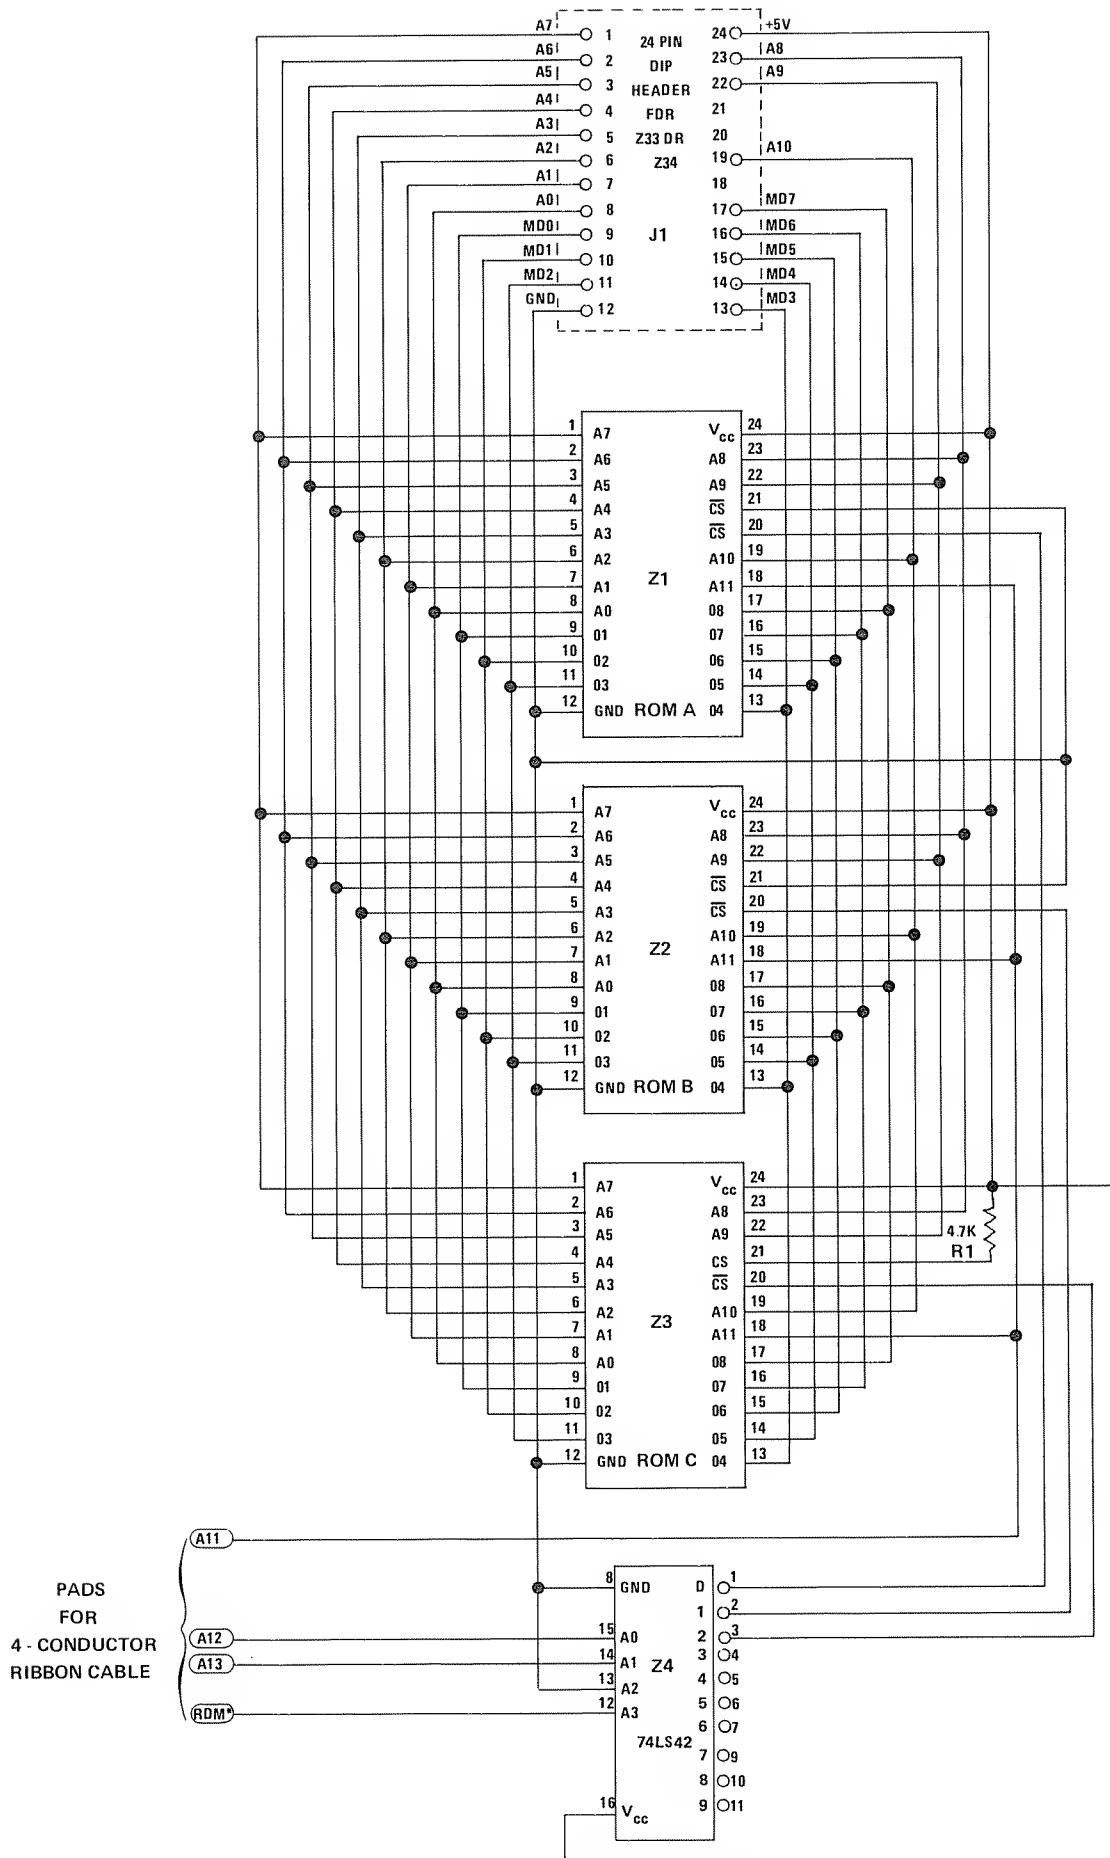 A7 1 24 PIN 24 +5V
A6 2 DIP 23 A8
A5 3 HEADER 22 A9
A4 4 FDR 21
A3 5 Z33 DR 20
A2 6 Z34 19 A10
A1 7 18
A0 8 17 MD7
MD0 9 J1 16 MD6
MD1 10 15 MD5
MD2 11 14 MD4
GND 12 13 MD3
1 A7 Vcc 24
2 A6 A8 23
3 A5 A9 22
4 A4 CS 21
5 A3 CS 20
6 A2 A10 19
7 A1 Z1 A11 18
8 A0 08 17
9 01 07 16
10 02 06 15
11 03 05 14
12 GND ROM A 04 13
1 A7 Vcc 24
2 A6 A8 23
3 A5 A9 22
4 A4 CS 21
5 A3 CS 20
6 A2 Z2 A10 19
7 A1 A11 18
8 A0 08 17
9 01 07 16
10 02 06 15
11 03 05 14
12 GND ROM B 04 13
1 A7 Vcc 24
2 A6 A8 23
3 A5 A9 22 4.7K R1
4 A4 CS 21
5 A3 CS 20
6 A2 A10 19
7 A1 Z3 A11 18
8 A0 08 17
9 01 07 16
10 02 06 15
11 03 05 14
12 GND ROM C 04 13
PADS
FOR
4 - CONDUCTOR
RIBBON CABLE
A11
A12
A13
RDM*
8 GND D 1
1 2
15 A0 2 3
14 A1 Z4 3 4
13 A2 4 5
12 A3 5 6
6 7
74LS42 7 9
8 10
16 Vcc 9 11